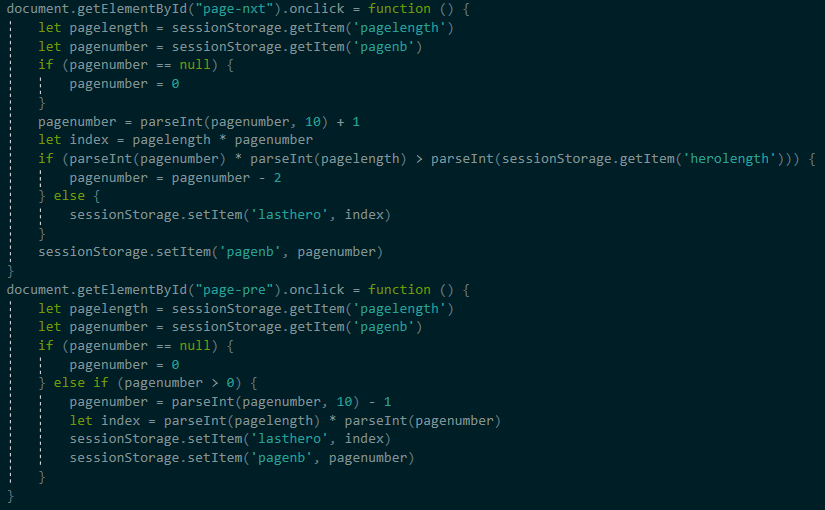 document.getElementById("page-nxt").onclick = function () {
    let pagelength = sessionStorage.getItem('pagelength')
    let pagenumber = sessionStorage.getItem('pagenb')
    if (pagenumber == null) {
        pagenumber = 0
    }
    pagenumber = parseInt(pagenumber, 10) + 1
    let index = pagelength * pagenumber
    if (parseInt(pagenumber) * parseInt(pagelength) > parseInt(sessionStorage.getItem('herolength'))) {
        pagenumber = pagenumber - 2
    } else {
        sessionStorage.setItem('lasthero', index)
    }
    sessionStorage.setItem('pagenb', pagenumber)
}
document.getElementById("page-pre").onclick = function () {
    let pagelength = sessionStorage.getItem('pagelength')
    let pagenumber = sessionStorage.getItem('pagenb')
    if (pagenumber == null) {
        pagenumber = 0
    } else if (pagenumber > 0) {
        pagenumber = parseInt(pagenumber, 10) - 1
        let index = parseInt(pagelength) * parseInt(pagenumber)
        sessionStorage.setItem('lasthero', index)
        sessionStorage.setItem('pagenb', pagenumber)
    }
}